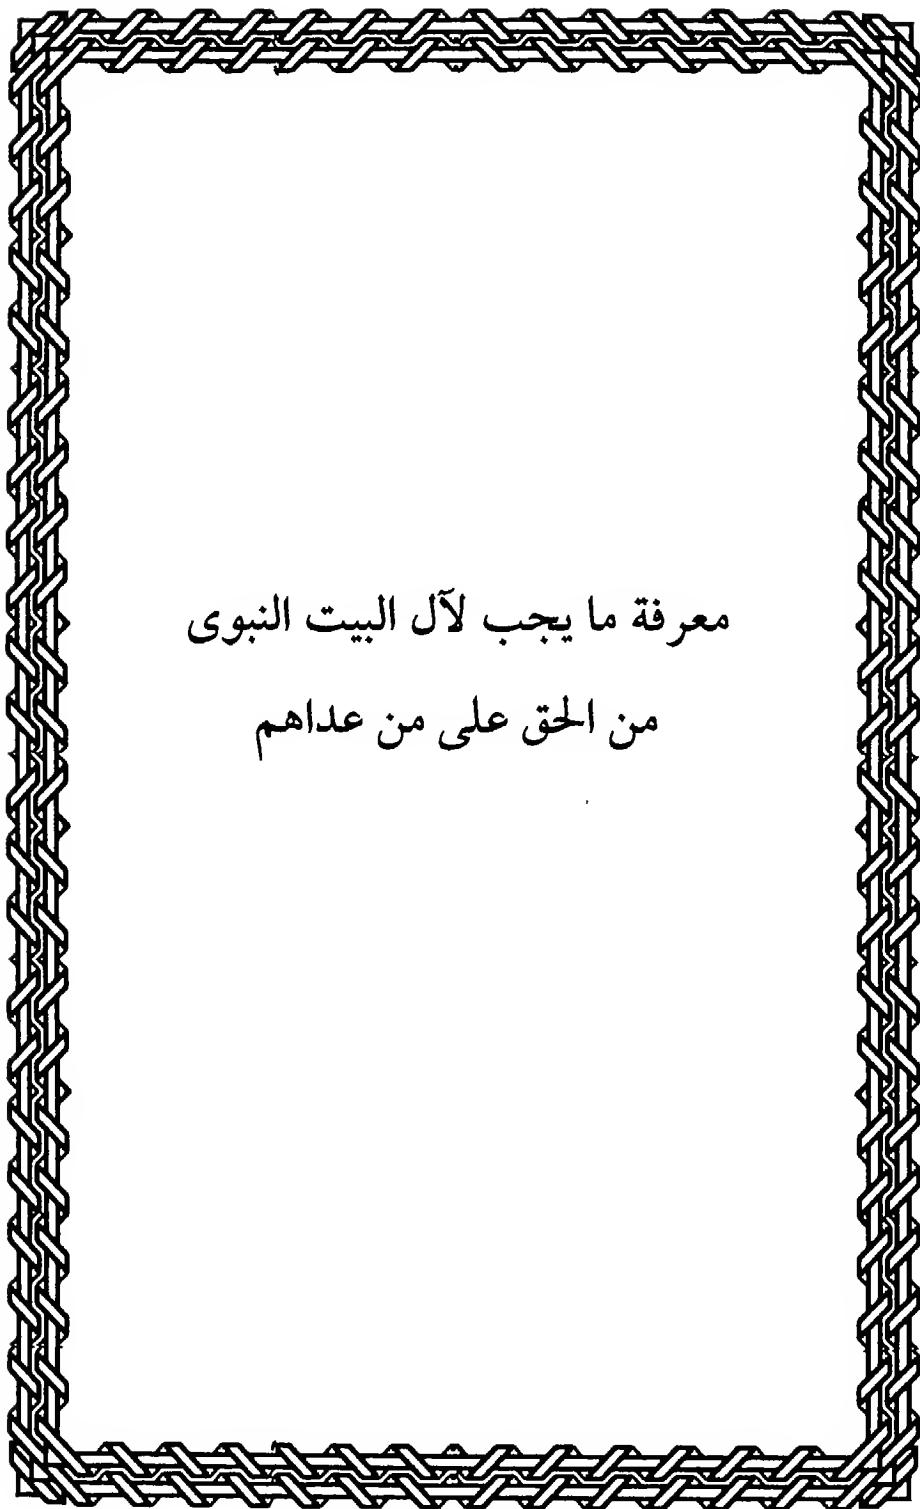 معرفة ما يجب لآل البيت النبوى
من الحق على من عداهم